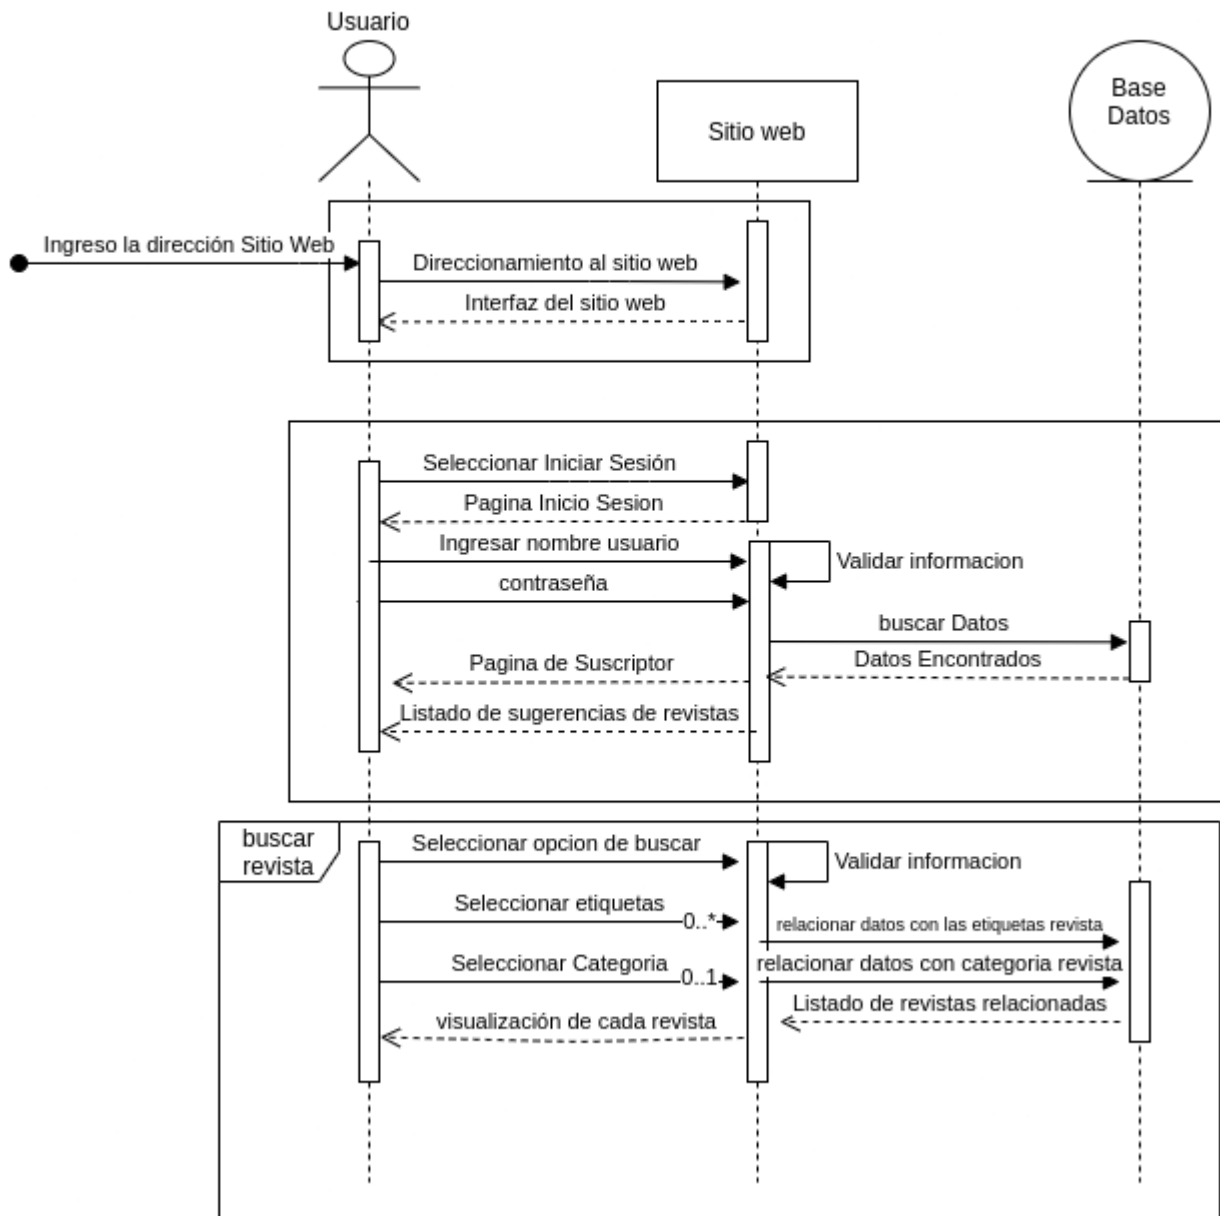 Usuario
Sitio web
Base
Datos
Ingreso la dirección Sitio Web
Direccionamiento al sitio web
Interfaz del sitio web
Seleccionar Iniciar Sesión
Pagina Inicio Sesion
Ingresar nombre usuario
Validar informacion
contraseña
buscar Datos
Pagina de Suscriptor
Datos Encontrados
Listado de sugerencias de revistas
buscar
revista
Seleccionar opcion de buscar
Validar informacion
Seleccionar etiquetas
0..*
relacionar datos con las etiquetas revista
Seleccionar Categoria
0..1
relacionar datos con categoria revista
Listado de revistas relacionadas
visualización de cada revista